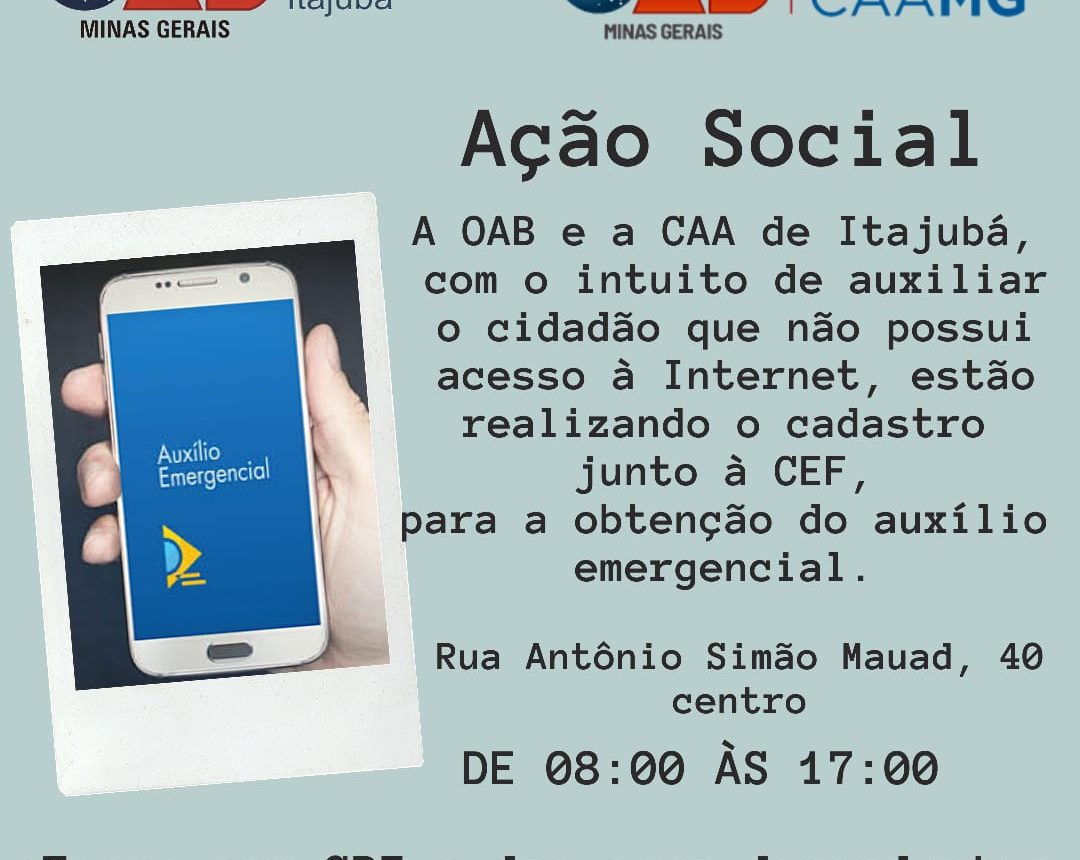 Itajubá
MINAS GERAIS
CAAMG
MINAS GERAIS
Ação Social
A OAB e a CAA de Itajubá,
com o intuito de auxiliar
o cidadão que não possui
acesso à Internet, estão
realizando o cadastro
junto à CEF,
para a obtenção do auxílio
emergencial.
Auxílio
Emergencial
Rua Antônio Simão Mauad, 40
centro
DE 08:00 ÀS 17:00